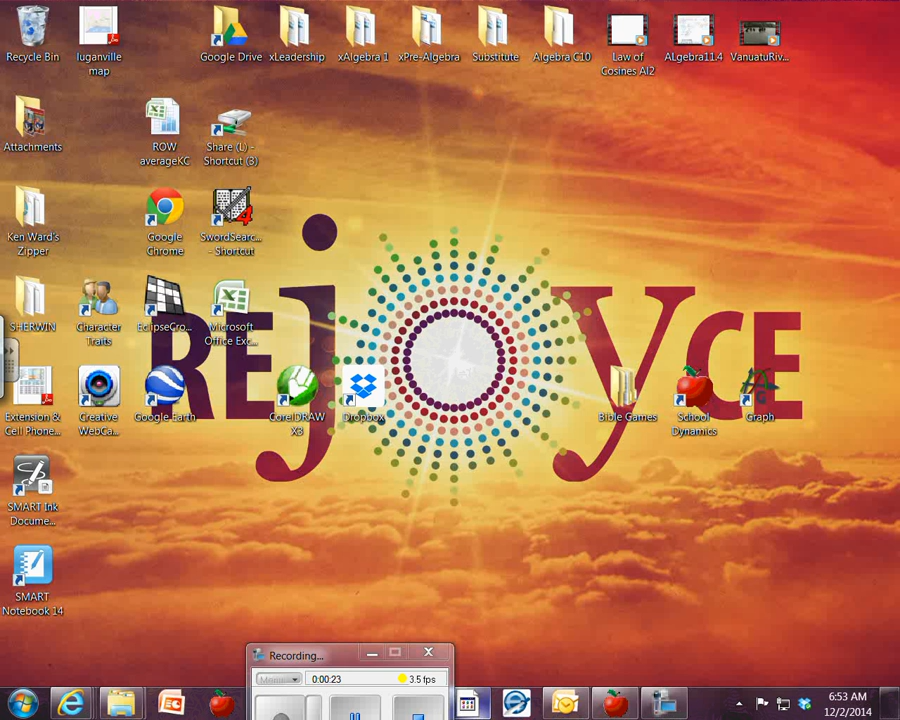 Recycle Bin
luganville
map
Google Drive
xLeadership
xAlgebra 1
xPre-Algebra
Substitute
Algebra C10
Law of
Cosines Al2
ALgebra11.4
VanuatuRiv...
Attachments
ROW
averageKC
Share (L) -
Shortcut (3)
Ken Ward's
Zipper
Google
Chrome
SwordSearc...
- Shortcut
SHERWIN
Character
Traits
EclipseCro...
Microsoft
Office Exc...
REjOyCE
Extension &
Cell Phone...
Creative
WebCa...
Google Earth
CorelDRAW
X3
Dropbox
Bible Games
School
Dynamics
Graph
SMART Ink
Docume...
SMART
Notebook 14
Recording...
Menu
0:00:23
3.5 fps
6:53 AM
12/2/2014